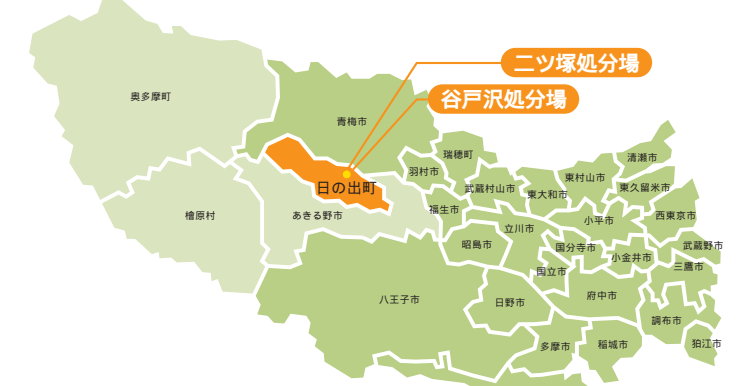 二ツ塚処分場
谷戸沢処分場
奥多摩町
青梅市
瑞穂町
清瀬市
羽村市
東村山市
日の出町
武蔵村山市
東大和市
東久留米市
檜原村
あきる野市
福生市
小平市
西東京市
立川市
昭島市
国分寺市
武蔵野市
小金井市
三鷹市
国立市
八王子市
日野市
府中市
調布市
多摩市
稲城市
狛江市